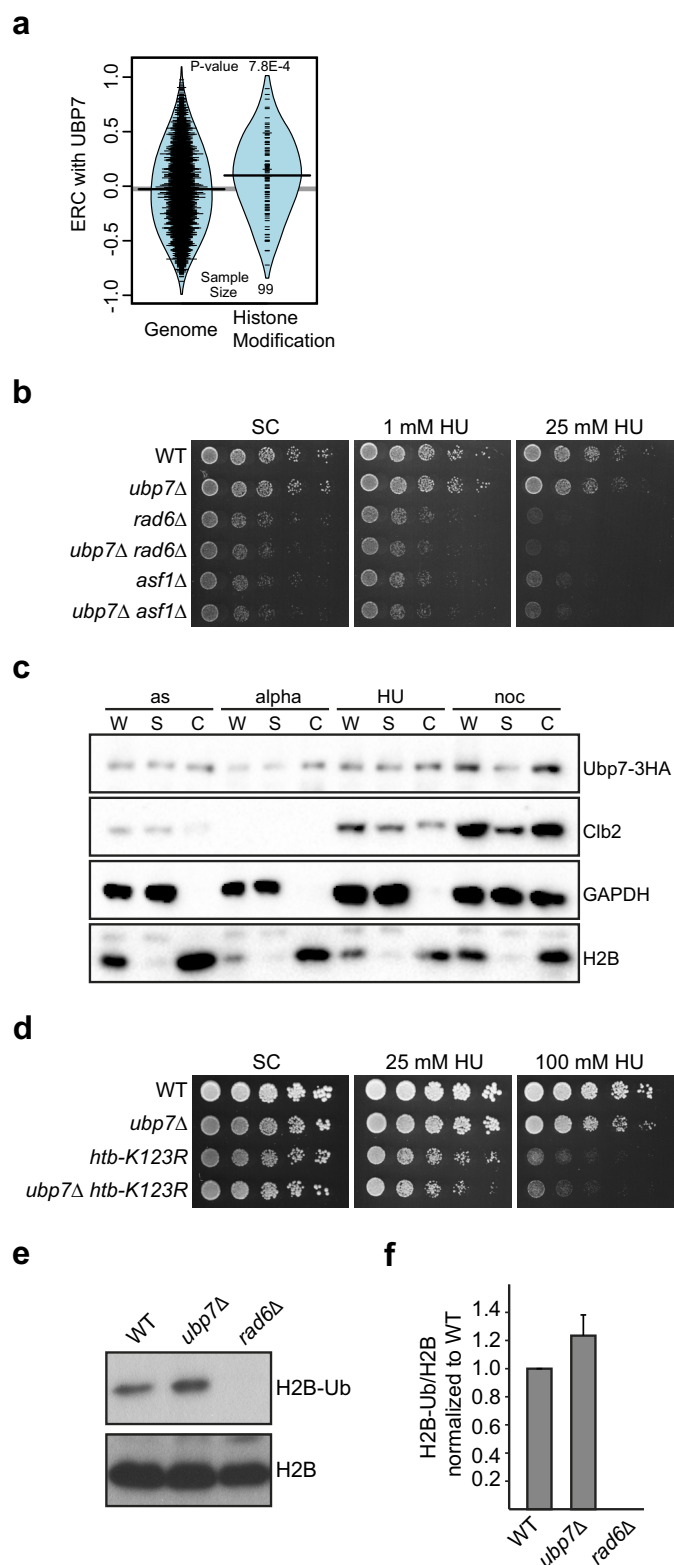 a
ERC with UBP7
1.0
0.5
0.0
-0.5
-1.0
P-value 7.8E-4
Sample
Size
99
Genome
Histone
Modification
b
SC
1 mM HU
25 mM HU
WT
ubp7Δ
rad6Δ
ubp7Δ rad6Δ
asf1Δ
ubp7Δ asf1Δ
c
as alpha HU noc
W S C W S C W S C W S C
Ubp7-3HA
Clb2
GAPDH
H2B
d
SC
25 mM HU
100 mM HU
WT
ubp7Δ
htb-K123R
ubp7Δ htb-K123R
e
WT ubp7Δ rad6Δ
H2B-Ub
H2B
f
H2B-Ub/H2B
normalized to WT
1.4
1.2
1.0
0.8
0.6
0.4
0.2
WT ubp7Δ rad6Δ